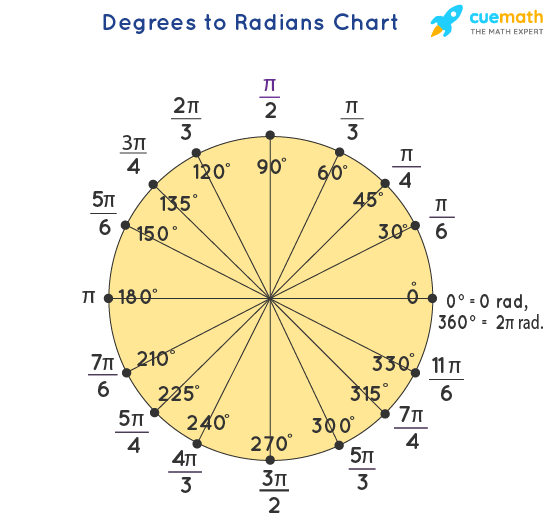 Degrees to Radians Chart
cuemath
THE MATH EXPERT
π/2
2π/3
π/3
3π/4
π/4
5π/6
π/6
120°
90°
60°
135°
45°
150°
30°
π
180°
0°
0° = 0 rad,
360° = 2π rad.
210°
330°
225°
315°
240°
300°
270°
7π/6
11π/6
5π/4
7π/4
4π/3
5π/3
3π/2